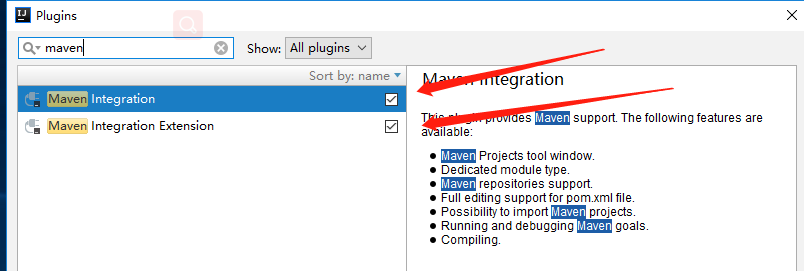 IJ Plugins
maven
Show: All plugins
Sort by: name
Maven Integration
Maven Integration Extension
Maven Integration
This plugin provides Maven support. The following features are
available:
Maven Projects tool window.
Dedicated module type.
Maven repositories support.
Full editing support for pom.xml file.
Possibility to import Maven projects.
Running and debugging Maven goals.
Compiling.